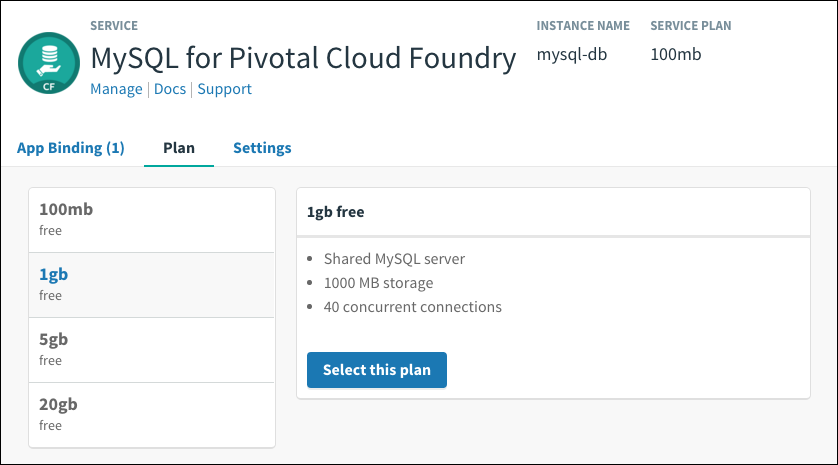 SERVICE
MySQL for Pivotal Cloud Foundry
Manage | Docs | Support
CF
INSTANCE NAME
mysql-db
SERVICE PLAN
100mb
App Binding (1)
Plan
Settings
100mb
free
1gb
free
5gb
free
20gb
free
1gb free
• Shared MySQL server
• 1000 MB storage
• 40 concurrent connections
Select this plan